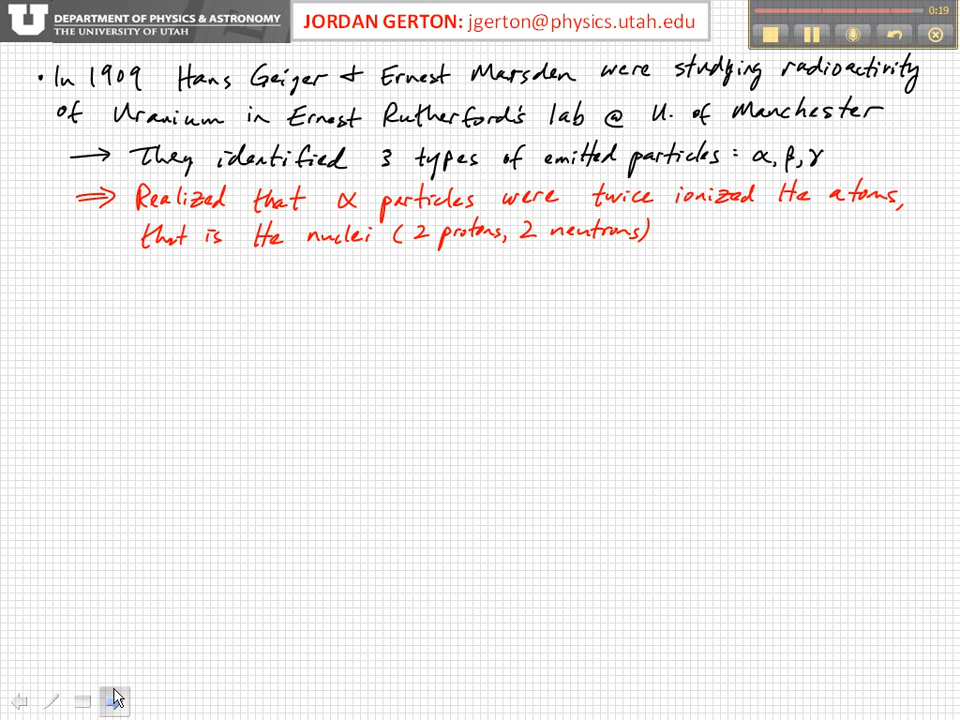 DEPARTMENT OF PHYSICS & ASTRONOMY
THE UNIVERSITY OF UTAH
JORDAN GERTON: jgerton@physics.utah.edu
0:19
• In 1909 Hans Geiger + Ernest Marsden were studying radioactivity
of Uranium in Ernest Rutherford's lab @ U. of Manchester
→ They identified 3 types of emitted particles: α, β, γ
⇒ Realized that α particles were twice ionized He atoms,
that is He nuclei (2 protons, 2 neutrons)